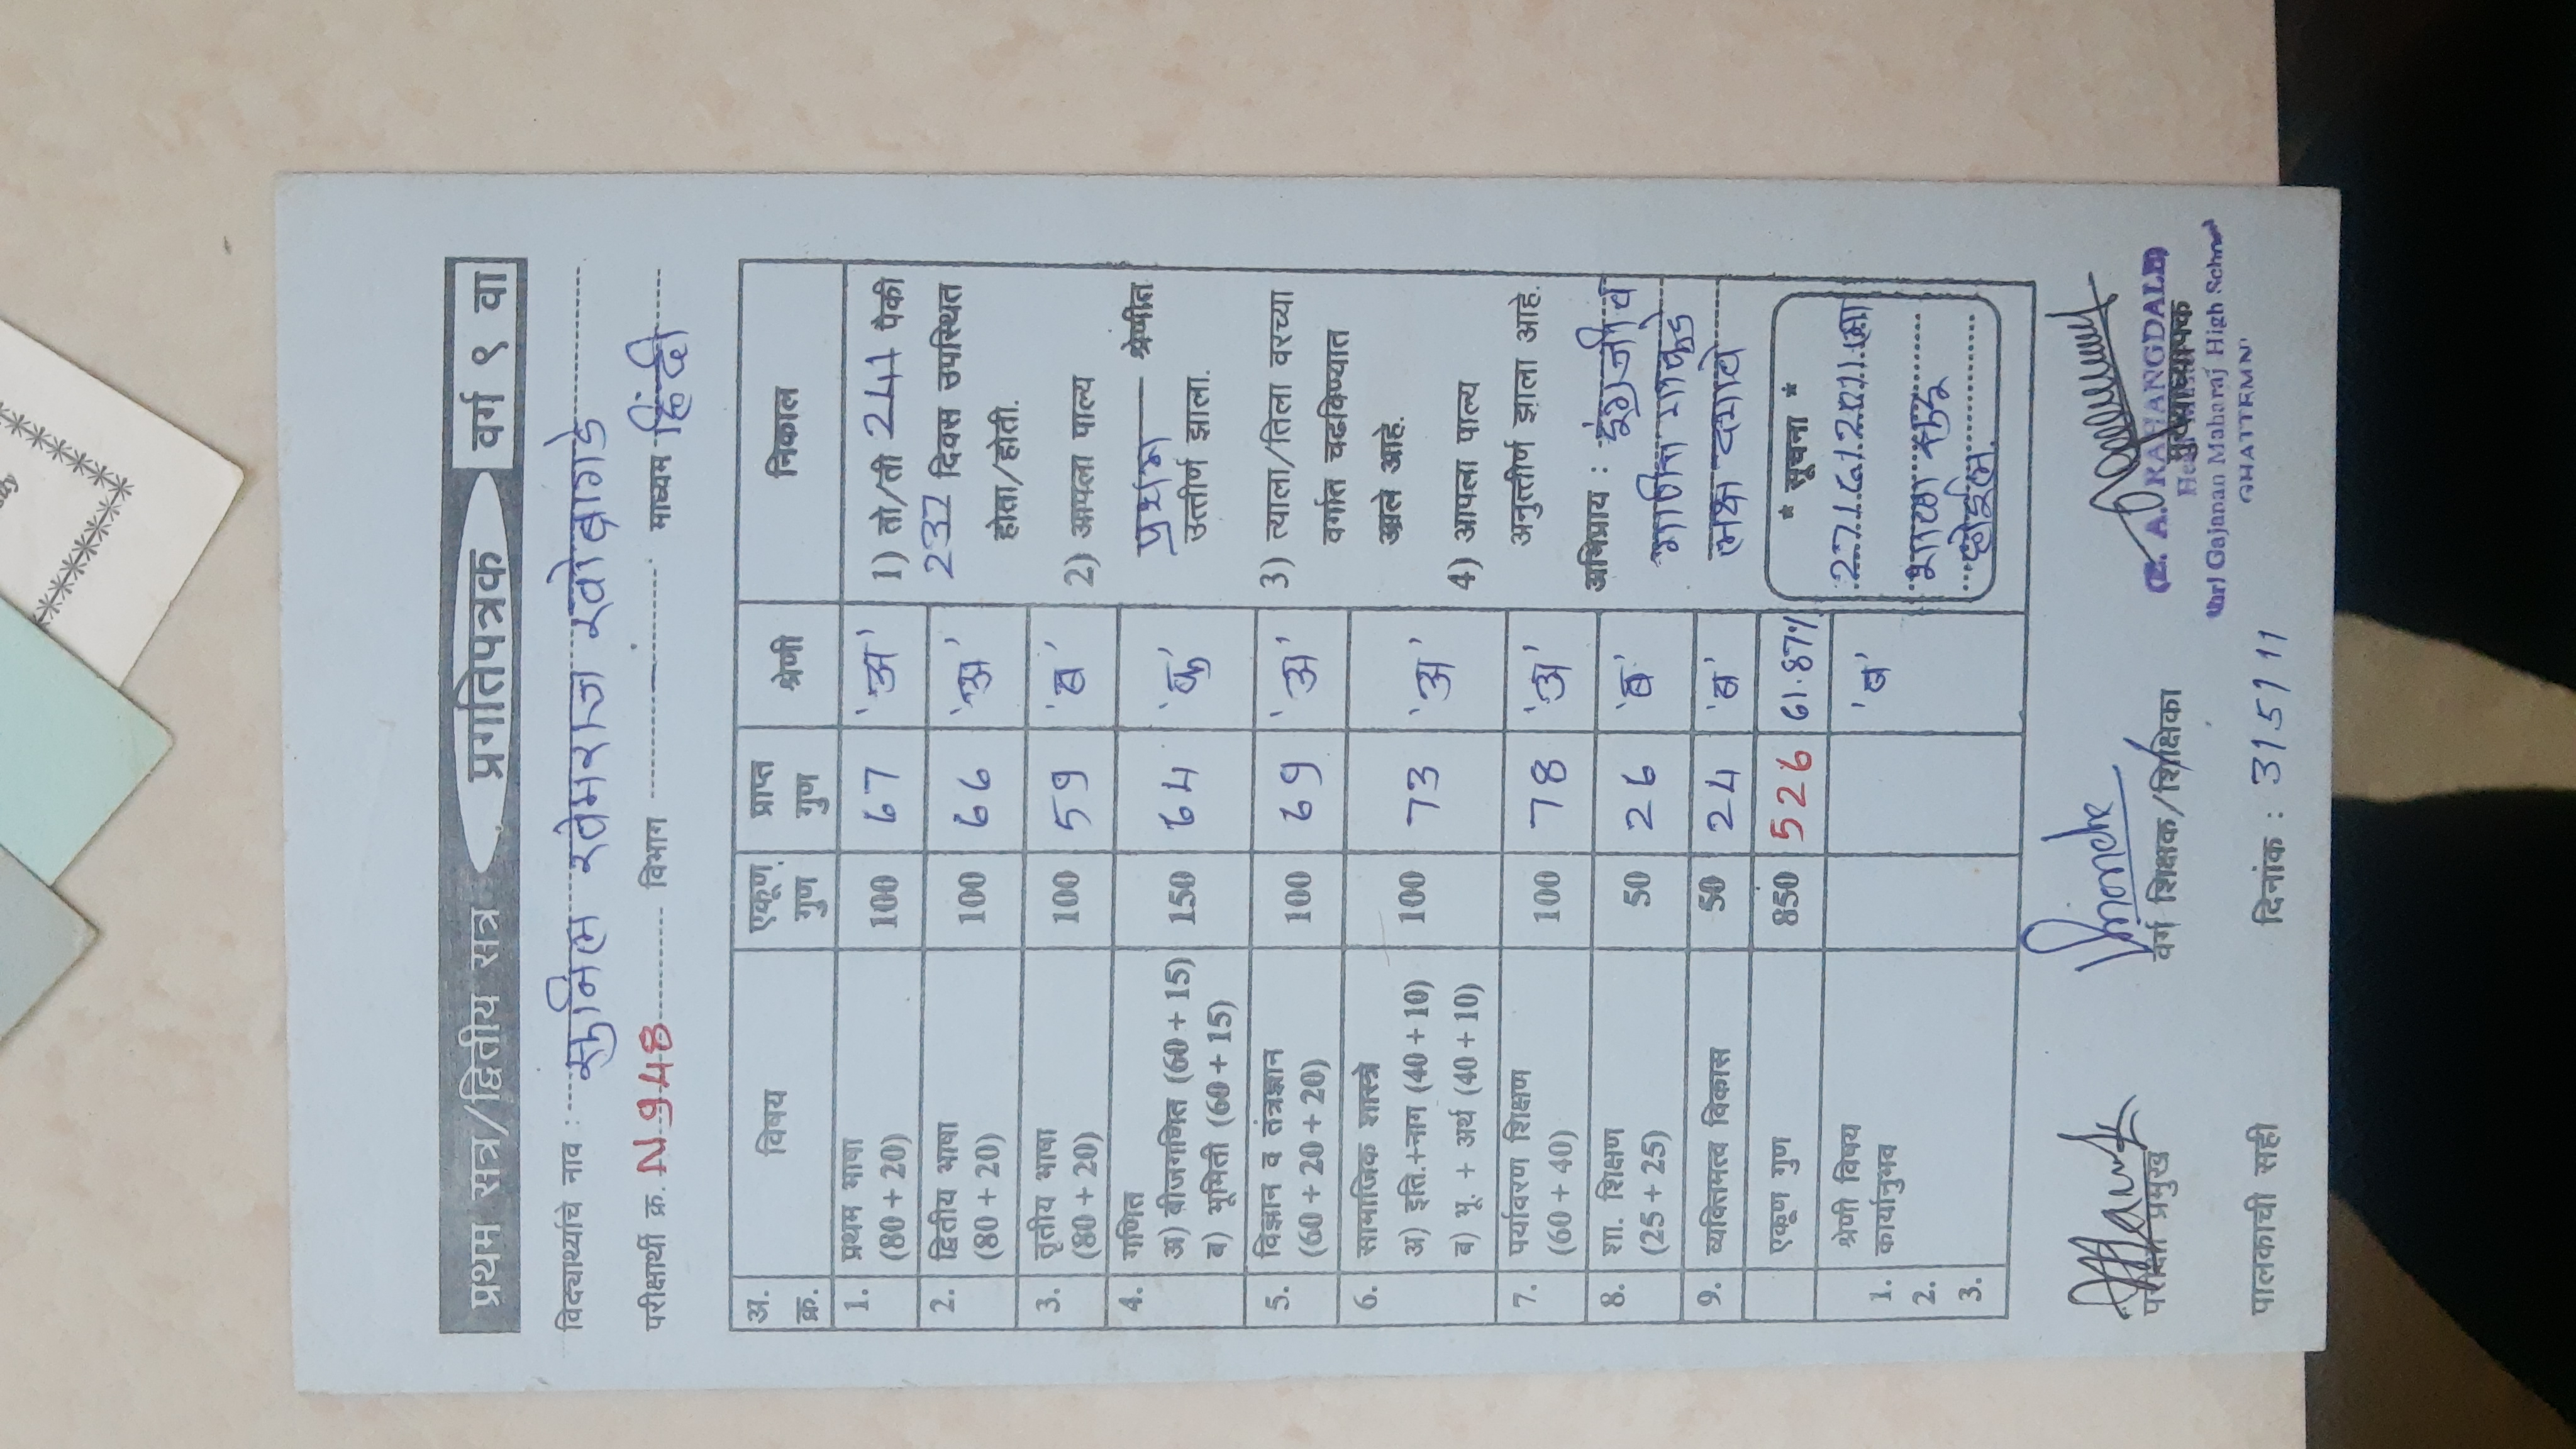 प्रथम सत्र/द्वितीय सत्र प्रगतिपत्रक वर्ग ९ वा
विद्यार्थ्याचे नाव : सुनिल खेमराज खोब्रागडे
परीक्षार्थी क्र. N 948 विभाग माध्यम हिंदी
अ. क्र. विषय एकूण गुण प्राप्त गुण श्रेणी निकाल
1. प्रथम भाषा (80 + 20) 100 67 'अ'
2. द्वितीय भाषा (80 + 20) 100 66 'अ'
3. तृतीय भाषा (80 + 20) 100 59 'ब'
4. गणित 150 64 'क'
अ) बीजगणित (60 + 15)
ब) भूमिती (60 + 15)
5. विज्ञान व तंत्रज्ञान (60 + 20 + 20) 100 69 'अ'
6. सामाजिक शास्त्रे 100 73 'अ'
अ) इति.+नाग (40 + 10)
ब) भू. + अर्थ (40 + 10)
7. पर्यावरण शिक्षण (60 + 40) 100 78 'अ'
8. शा. शिक्षण (25 + 25) 50 26 'ब'
9. व्यक्तिमत्व विकास 50 24 'ब'
एकूण गुण 850 526 61.87%
श्रेणी विषय
1. कार्यानुभव 'ब'
2.
3.
1) तो/ती 241 पैकी
237 दिवस उपस्थित
होता/होती.
2) आपला पाल्य
प्रथम श्रेणीत
उत्तीर्ण झाला.
3) त्याला/तिला वरच्या
वर्गात चढविण्यात
आले आहे.
4) आपला पाल्य
अनुत्तीर्ण झाला आहे.
अभिप्राय : इंग्रजी व
गणित
लक्ष दयावे
* सूचना *
27/6/2011 ला
शाळा सुरू
होईल.
परीक्षा प्रमुख
वर्ग शिक्षक/शिक्षिका
मुख्याध्यापक
A. RAHANGDALE
Shri Gajanan Maharaj High School
पालकाची सही
दिनांक : 3/5/11